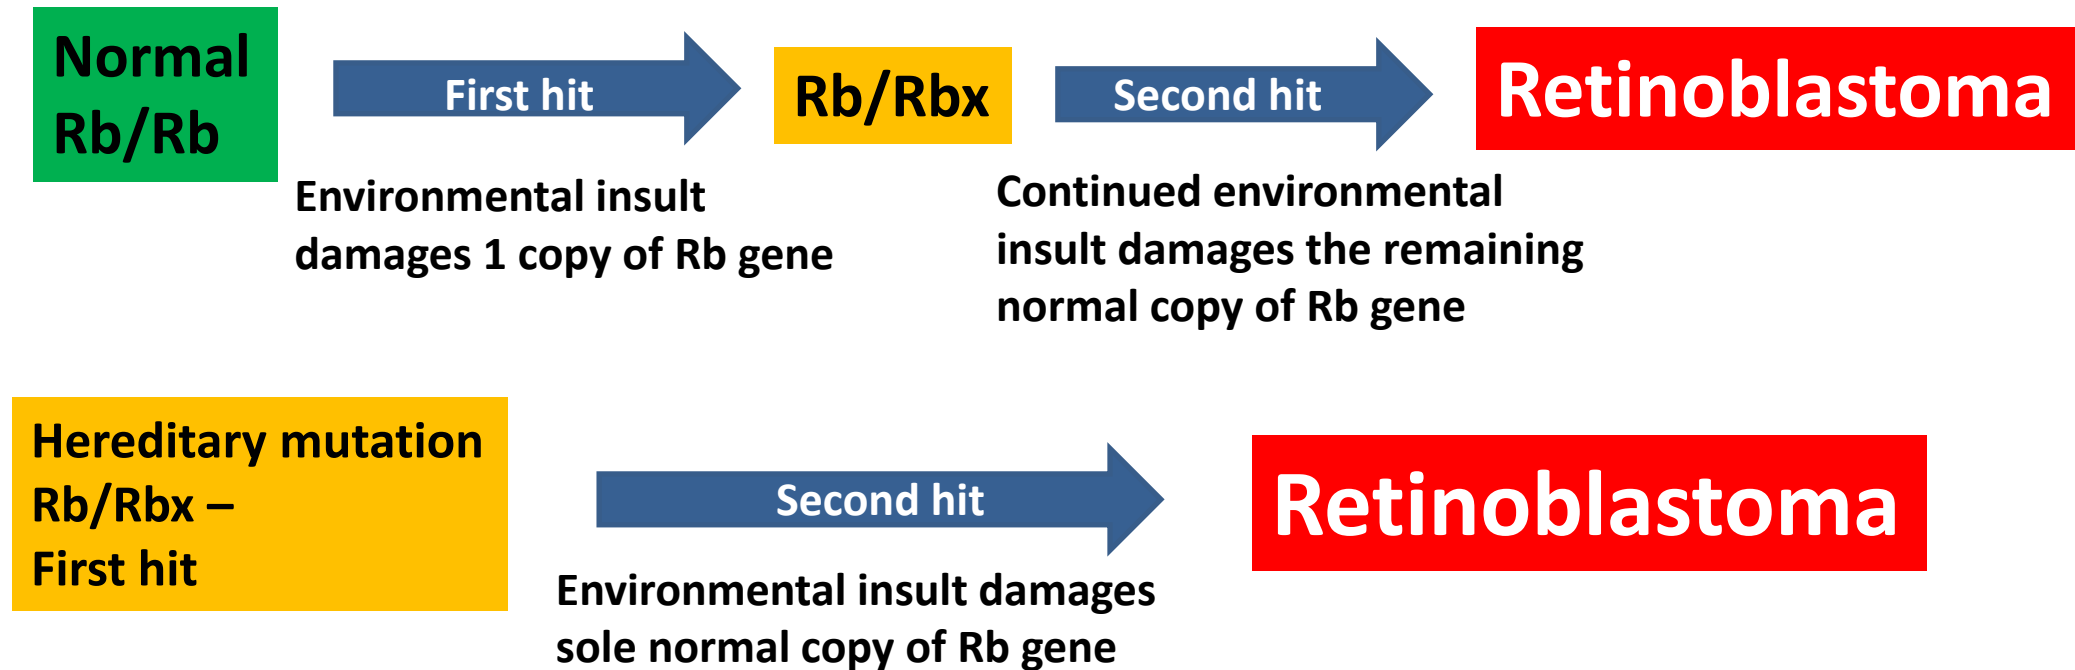 Normal
Rb/Rb
First hit
Rb/Rbx
Second hit
Retinoblastoma
Environmental insult
damages 1 copy of Rb gene
Continued environmental
insult damages the remaining
normal copy of Rb gene
Hereditary mutation
Rb/Rbx –
First hit
Second hit
Retinoblastoma
Environmental insult damages
sole normal copy of Rb gene